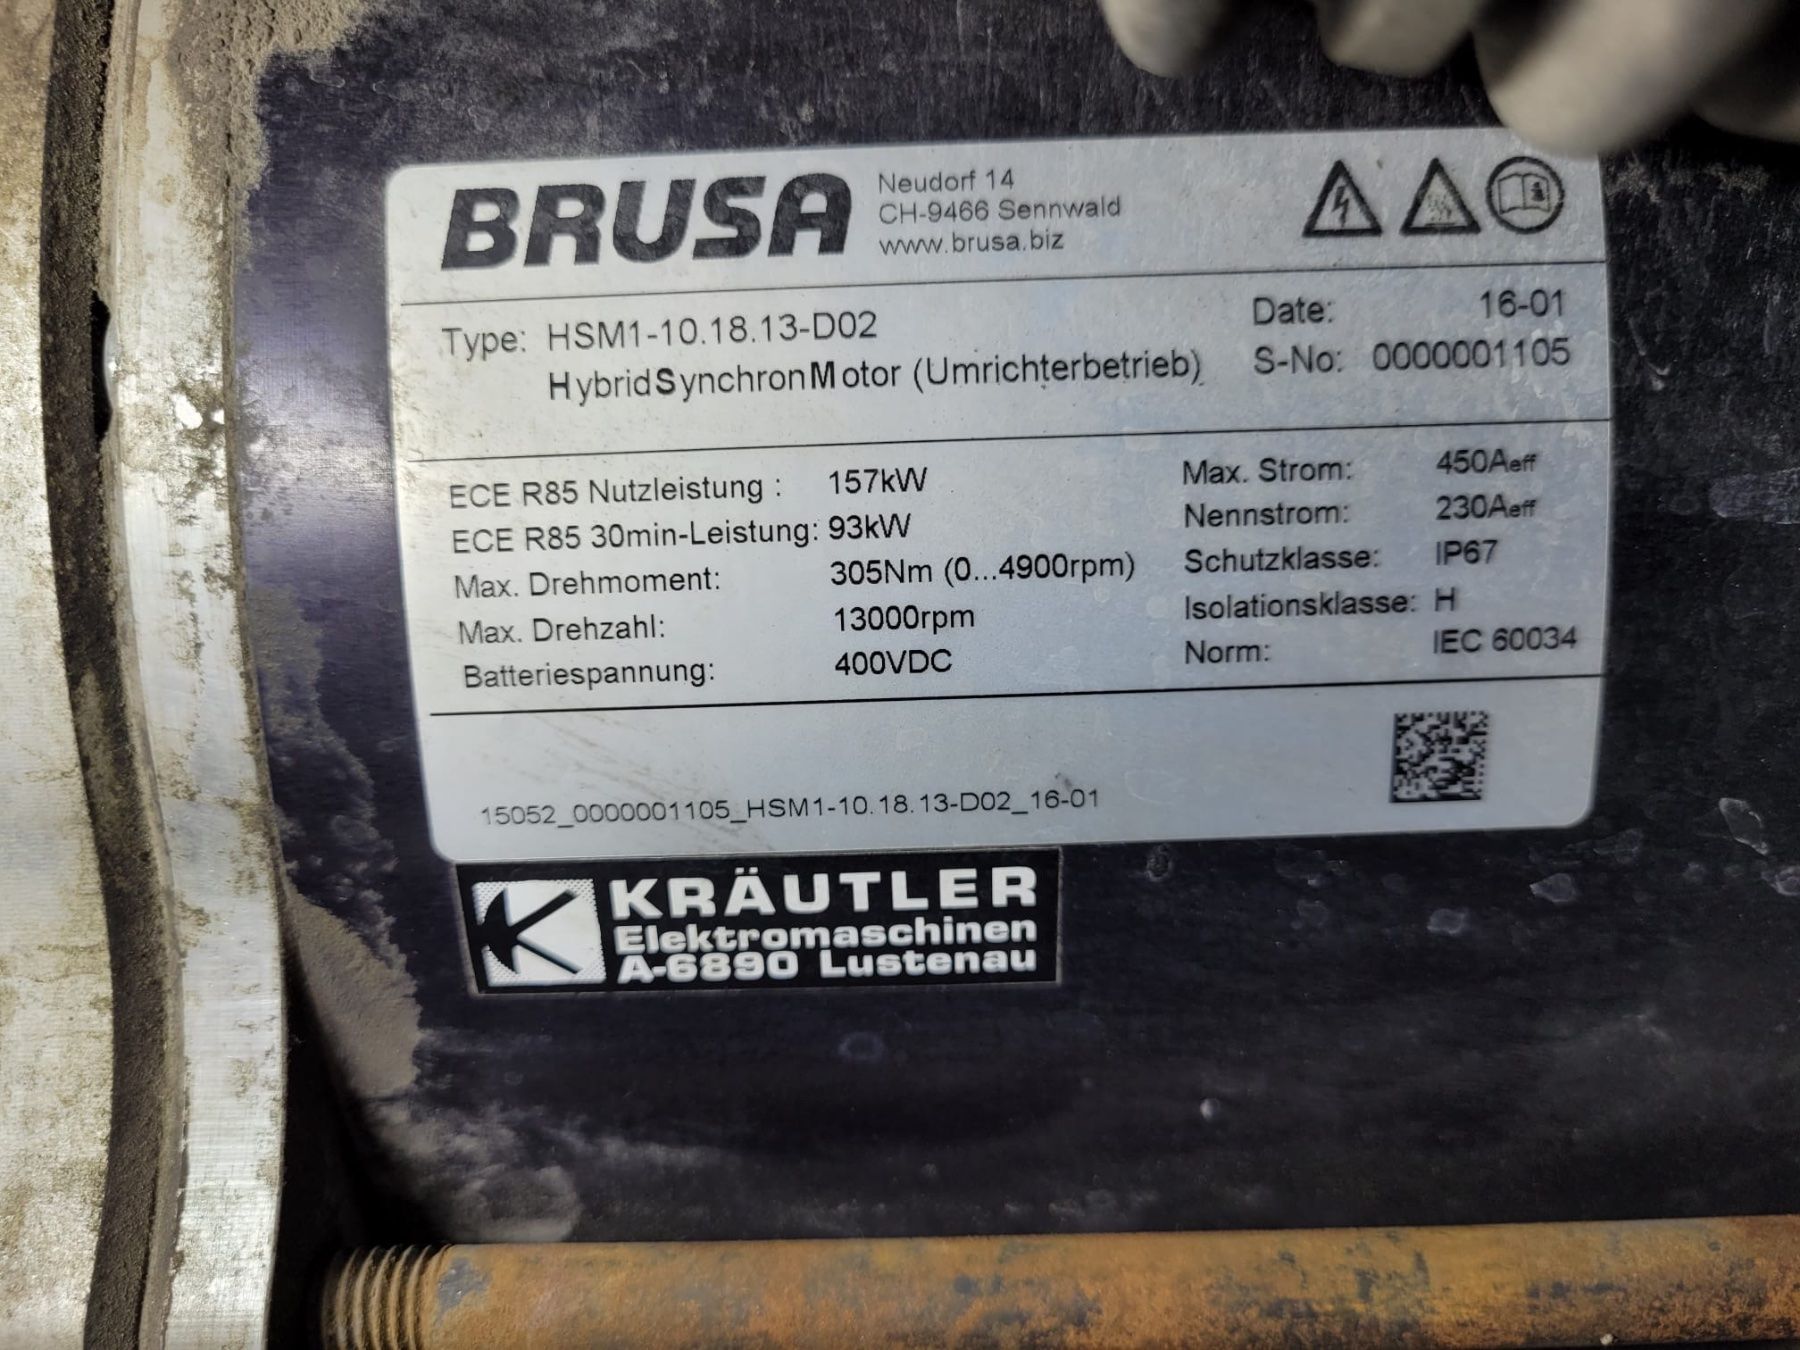 BRUSA
Neudorf 14
CH-9466 Sennwald
www.brusa.biz
Type: HSM1-10.18.13-D02
HybridSynchronMotor (Umrichterbetrieb)
Date: 16-01
S-No: 0000001105
ECE R85 Nutzleistung : 157kW
ECE R85 30min-Leistung: 93kW
Max. Drehmoment: 305Nm (0...4900rpm)
Max. Drehzahl: 13000rpm
Batteriespannung: 400VDC
Max. Strom: 450Aeff
Nennstrom: 230Aeff
Schutzklasse: IP67
Isolationsklasse: H
Norm: IEC 60034
15052_0000001105_HSM1-10.18.13-D02_16-01
KRÄUTLER
Elektromaschinen
A-6890 Lustenau